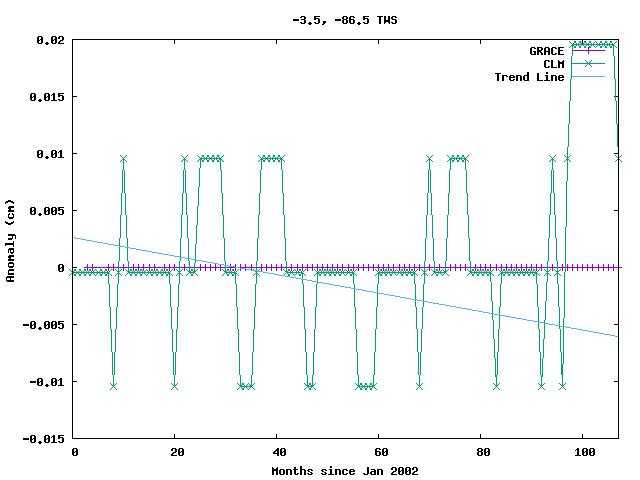 -3.5, -86.5 TWS
GRACE
CLM
Trend Line
0.02
0.015
0.01
0.005
0
-0.005
-0.01
-0.015
Anomaly (cm)
0 20 40 60 80 100
Months since Jan 2002